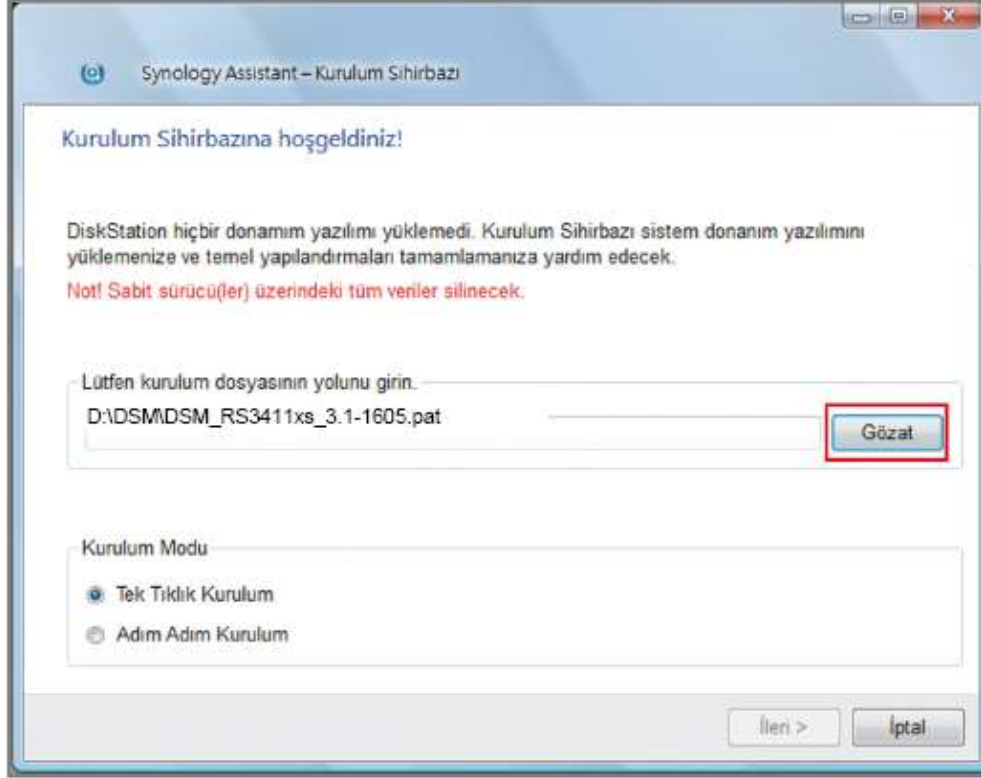 Synology Assistant – Kurulum Sihirbazı
Kurulum Sihirbazına hoşgeldiniz!
DiskStation hiçbir donamım yazılımı yüklemedi. Kurulum Sihirbazı sistem donanım yazılımını
yüklemenize ve temel yapılandırmaları tamamlamanıza yardım edecek.
Not! Sabit sürücü(ler) üzerindeki tüm veriler silinecek.
Lütfen kurulum dosyasının yolunu girin.
D:\DSM\DSM_RS3411xs_3.1-1605.pat
Gözat
Kurulum Modu
Tek Tıklık Kurulum
Adım Adım Kurulum
İleri >
İptal